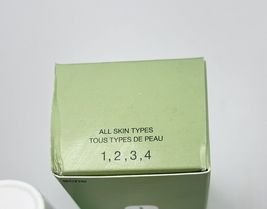 ALL SKIN TYPES
TOUS TYPES DE PEAU
1,2,3,4